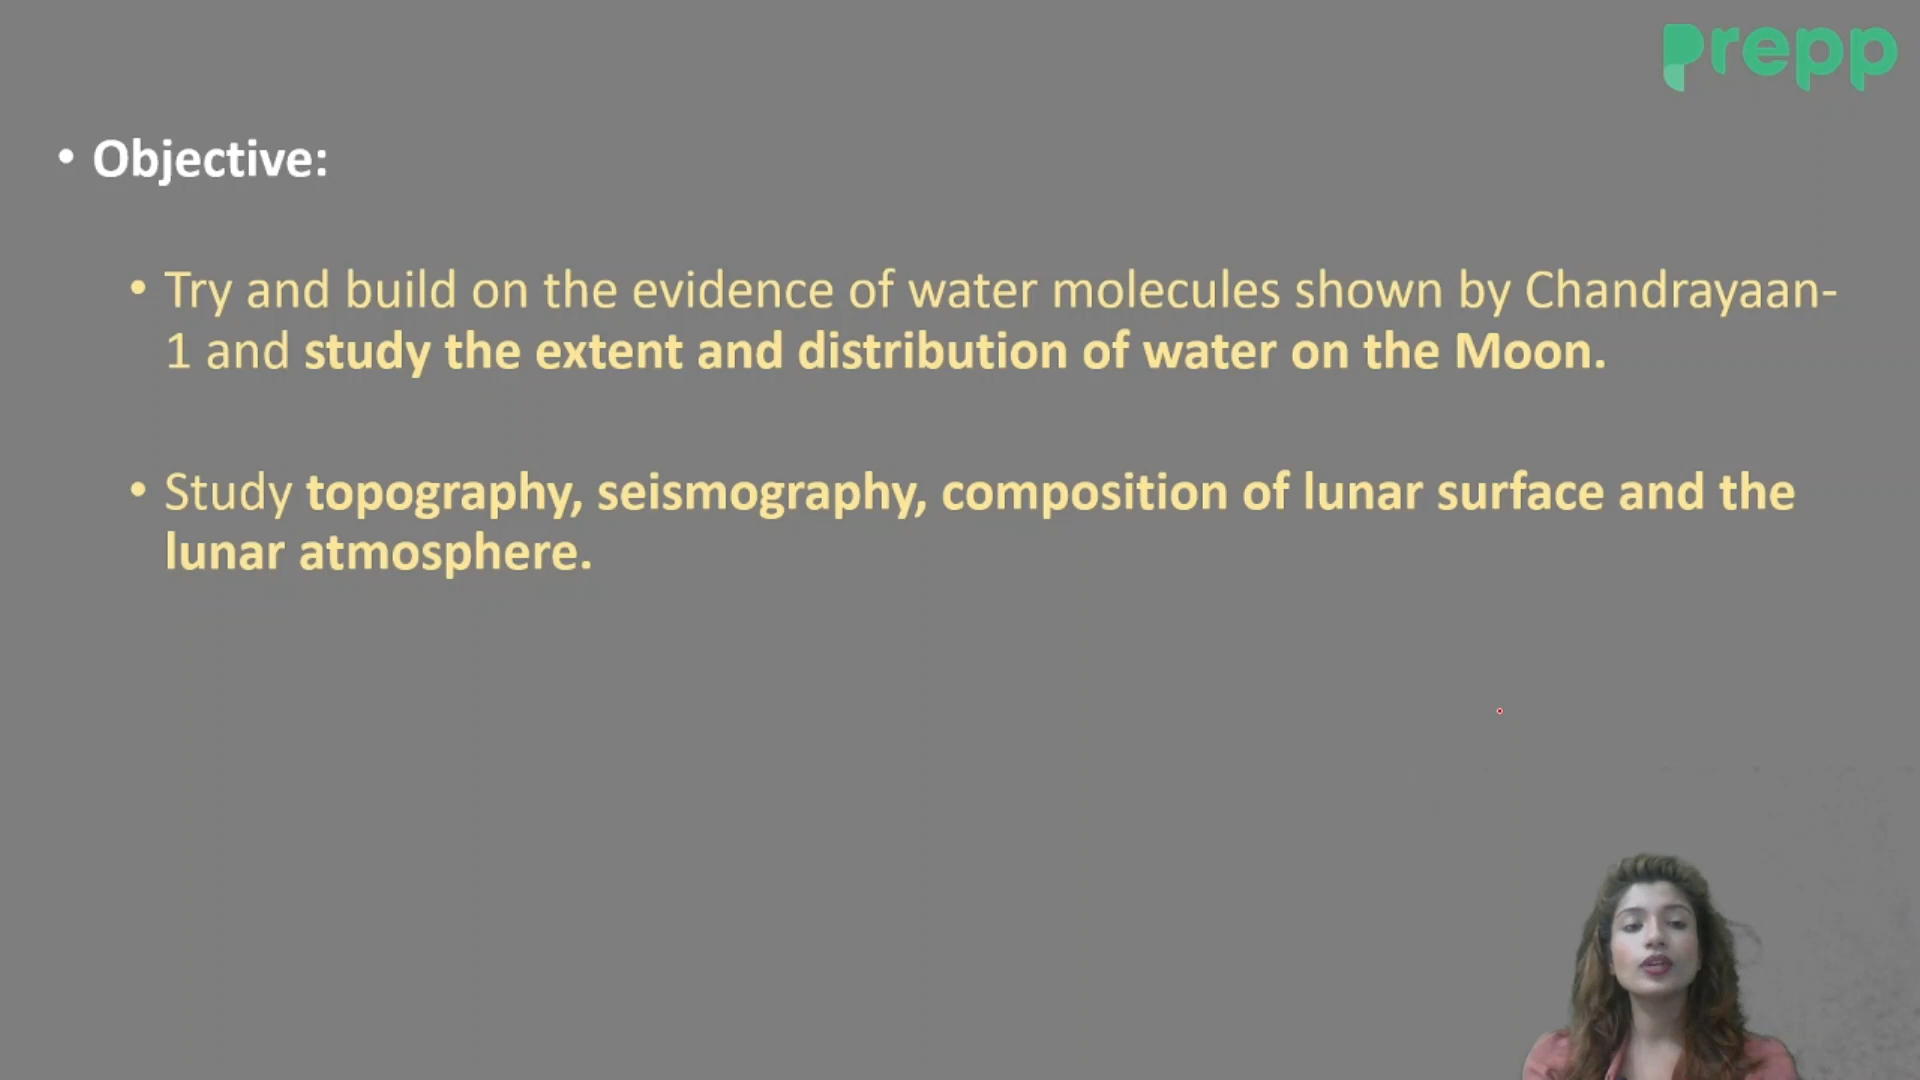 prepp
• Objective:
• Try and build on the evidence of water molecules shown by Chandrayaan-
1 and study the extent and distribution of water on the Moon.
• Study topography, seismography, composition of lunar surface and the
lunar atmosphere.